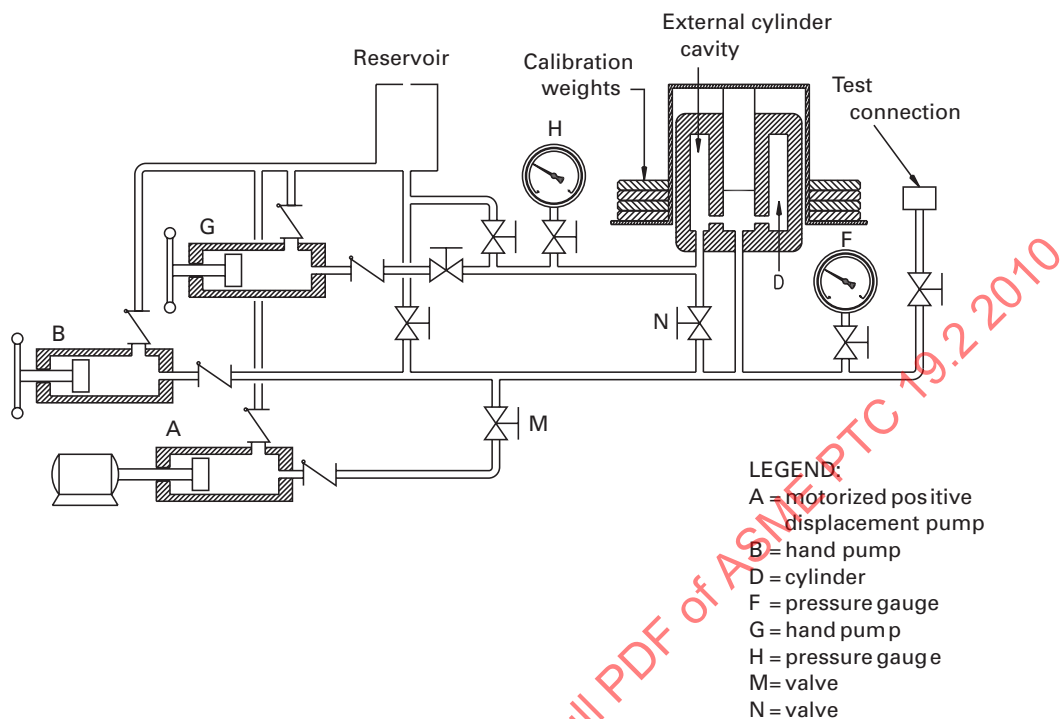 External cylinder
cavity
Reservoir
Calibration
weights
Test
connection
H
G
F
D
N
B
M
A
LEGEND:
A = motorized positive
displacement pump
B = hand pump
D = cylinder
F = pressure gauge
G = hand pump
H = pressure gauge
M= valve
N = valve
ll PDF of ASME PTC 19.2 2010